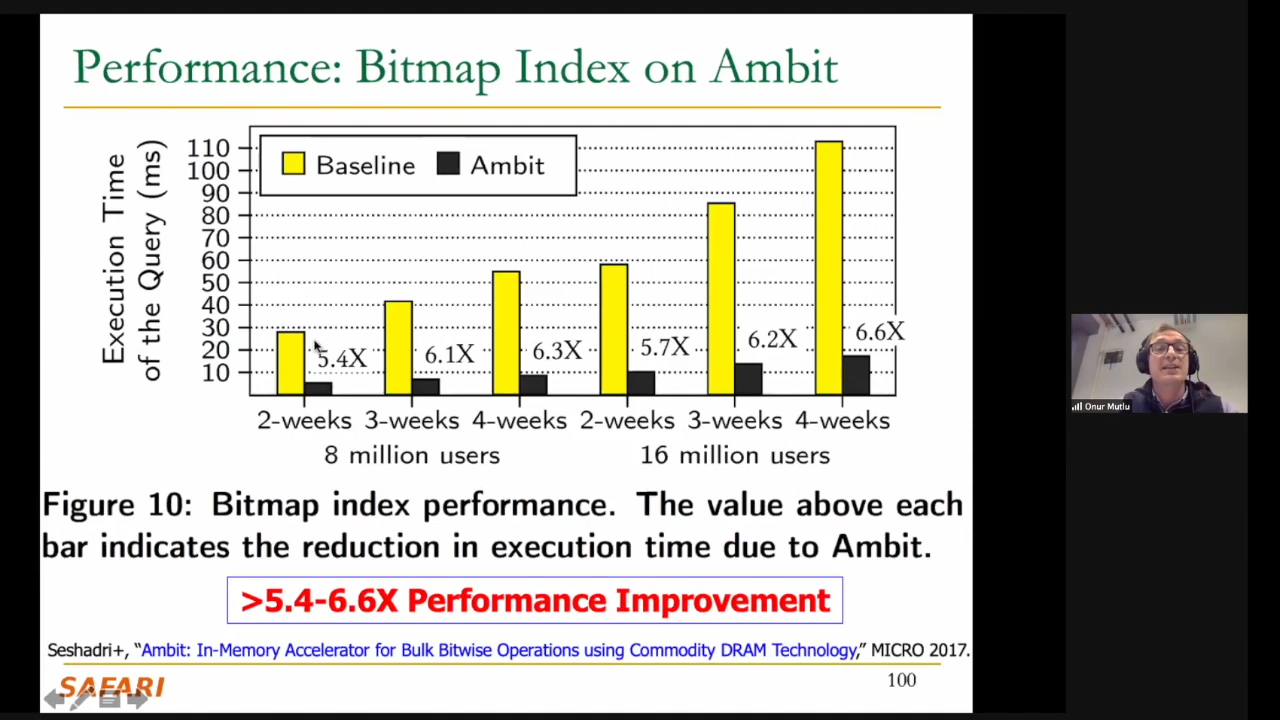 Performance: Bitmap Index on Ambit
Execution Time
of the Query (ms)
110
100
90
80
70
60
50
40
30
20
10
Baseline
Ambit
5.4X
6.1X
6.3X
5.7X
6.2X
6.6X
2-weeks 3-weeks 4-weeks 2-weeks 3-weeks 4-weeks
8 million users
16 million users
Figure 10: Bitmap index performance. The value above each
bar indicates the reduction in execution time due to Ambit.
>5.4-6.6X Performance Improvement
Seshadri+, “Ambit: In-Memory Accelerator for Bulk Bitwise Operations using Commodity DRAM Technology,” MICRO 2017.
SAFARI
100
Onur Mutlu